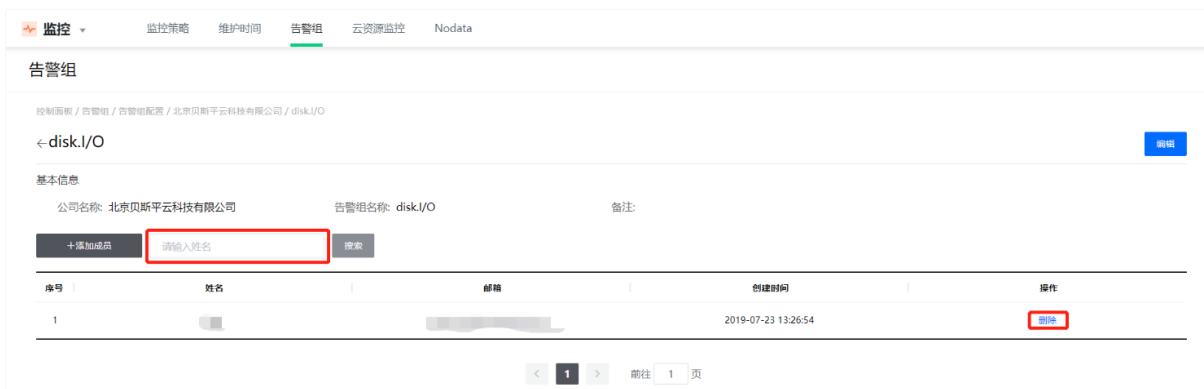 监控 监控策略 维护时间 告警组 云资源监控 Nodata
告警组
控制面板 / 告警组 / 告警组配置 / 北京贝斯平云科技有限公司 / disk.I/O
←disk.I/O 编辑
基本信息
公司名称: 北京贝斯平云科技有限公司 告警组名称: disk.I/O 备注:
+添加成员 请输入姓名 搜索
序号 姓名 邮箱 创建时间 操作
1 2019-07-23 13:26:54 删除
< 1 > 前往 1 页